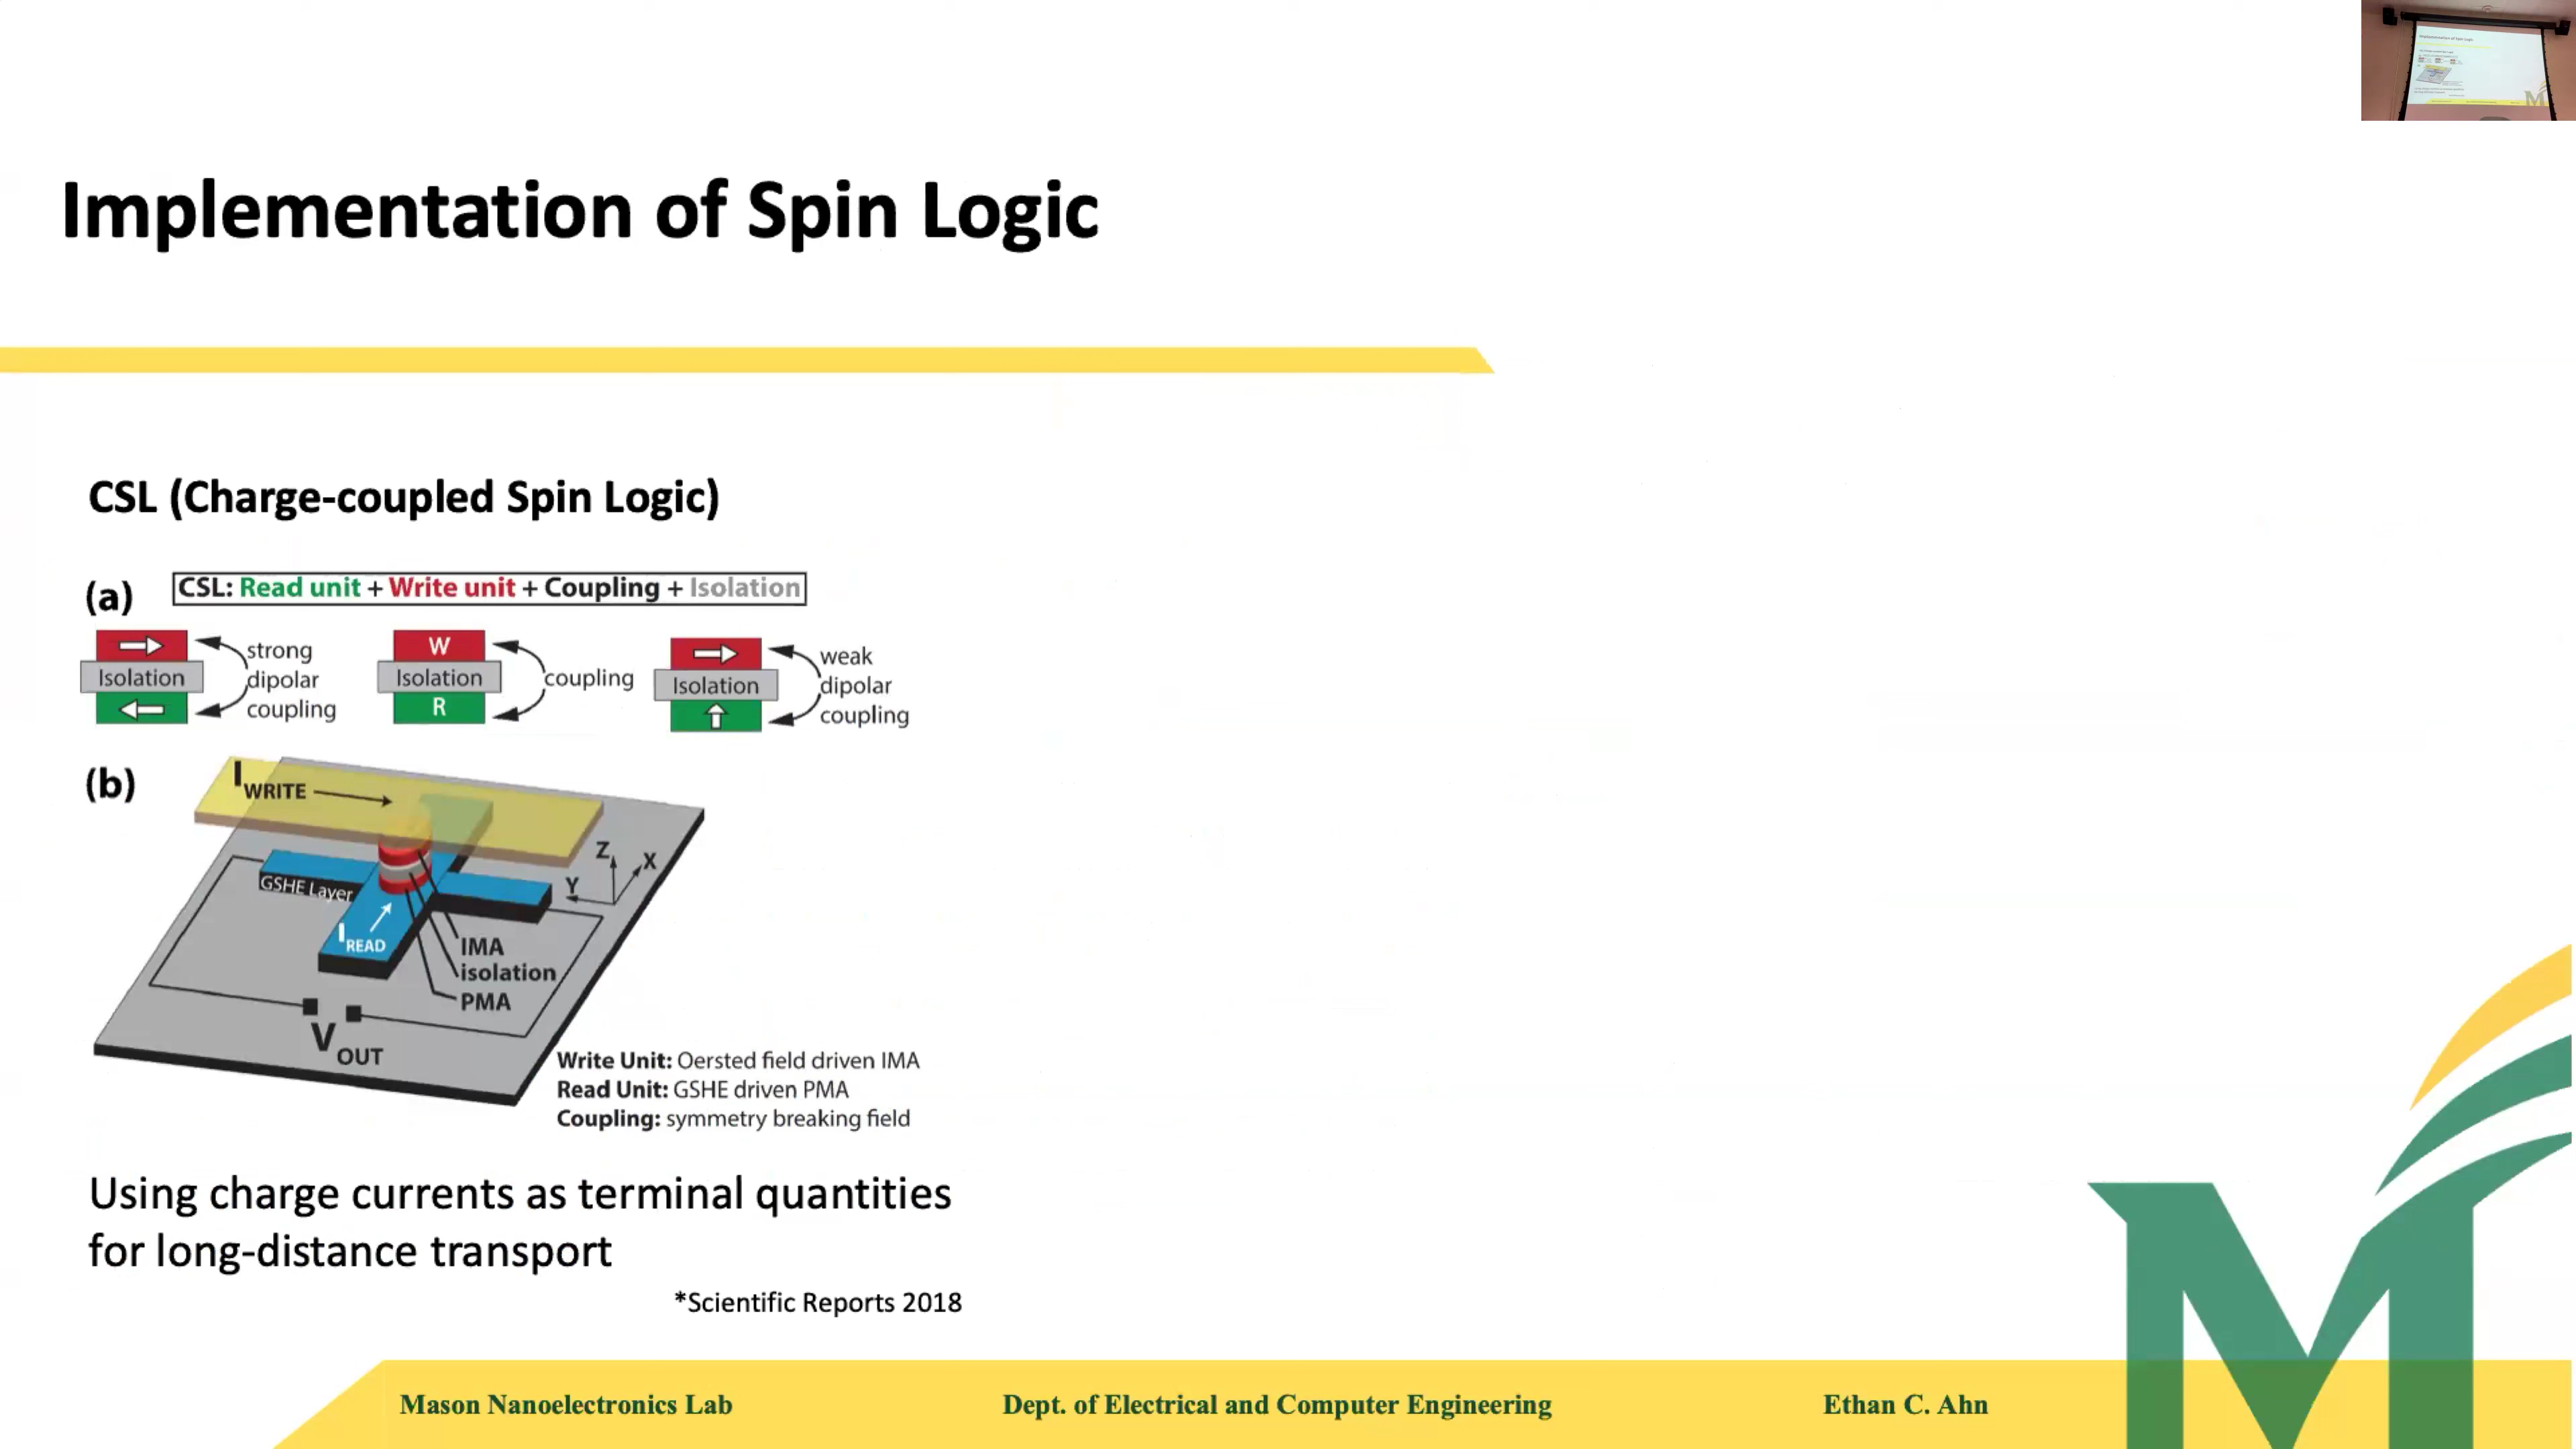 Implementation of Spin Logic
CSL (Charge-coupled Spin Logic)
(a)
CSL: Read unit + Write unit + Coupling + Isolation
Isolation
strong
dipolar
coupling
W
Isolation
R
coupling
Isolation
weak
dipolar
coupling
(b)
I WRITE
GSHE Layer
I READ
Z
X
Y
IMA
isolation
PMA
V OUT
Write Unit: Oersted field driven IMA
Read Unit: GSHE driven PMA
Coupling: symmetry breaking field
Using charge currents as terminal quantities
for long-distance transport
*Scientific Reports 2018
Mason Nanoelectronics Lab
Dept. of Electrical and Computer Engineering
Ethan C. Ahn
M